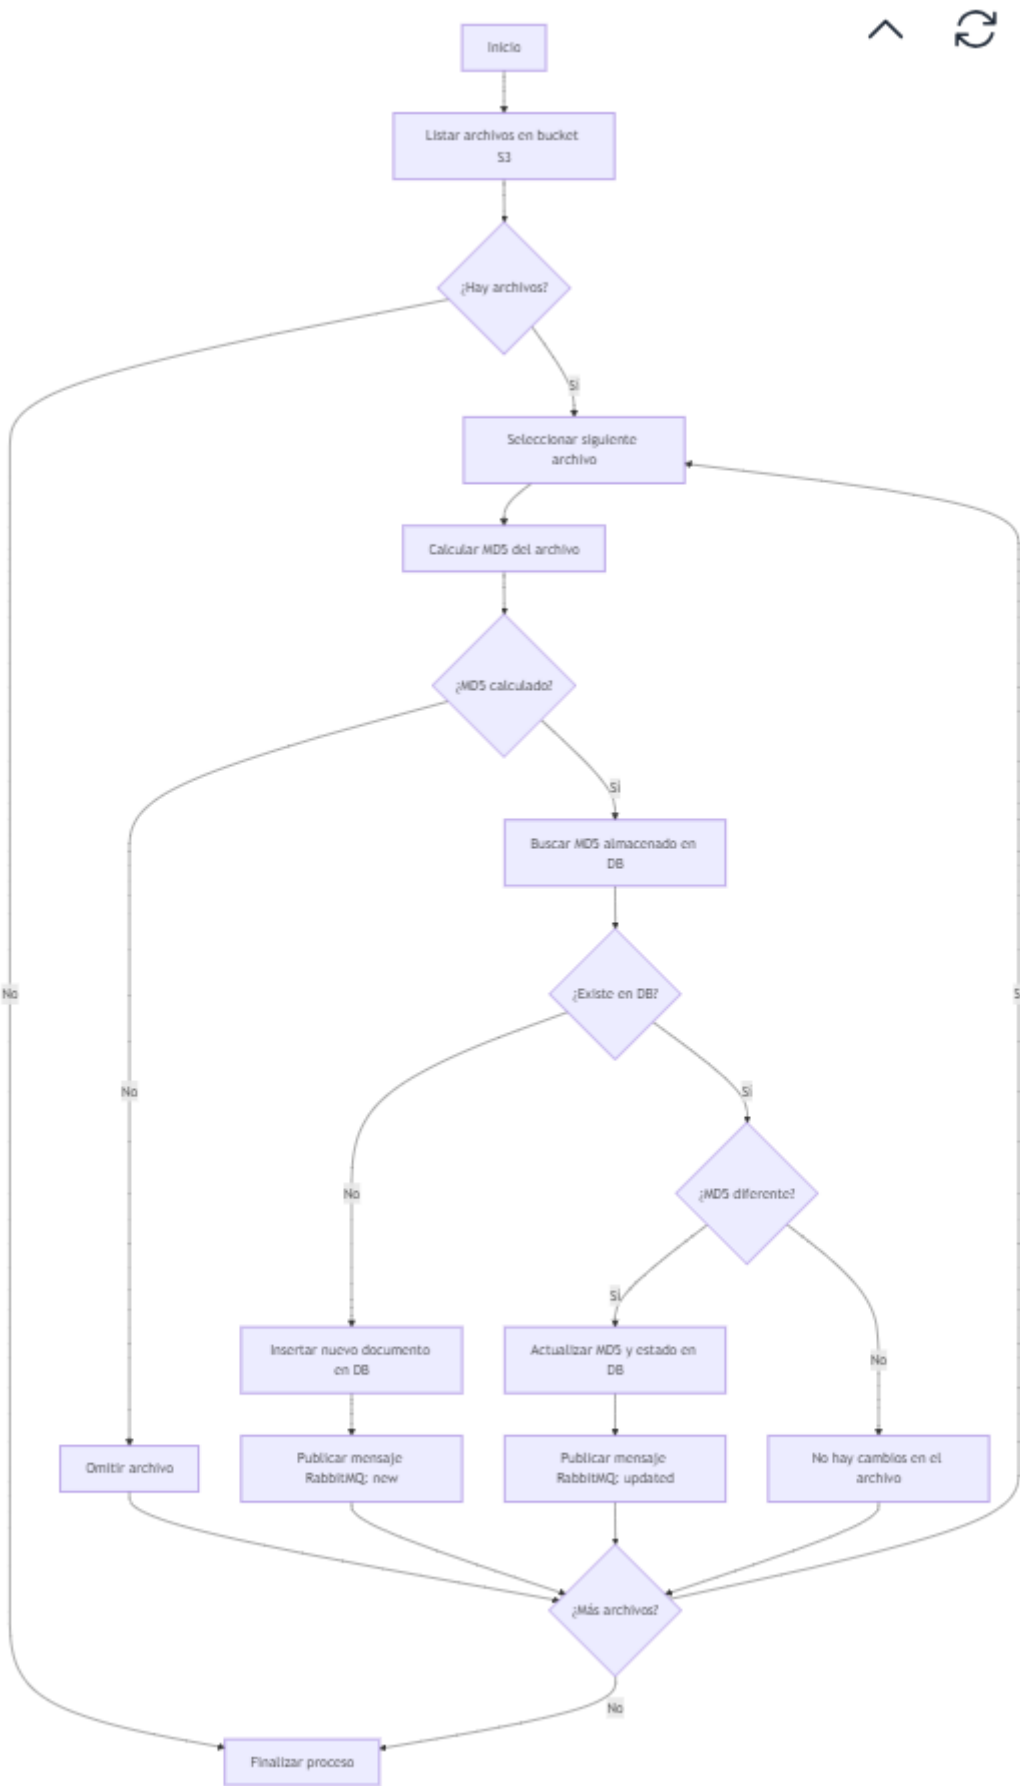 Inicio
Listar archivos en bucket
S3
¿Hay archivos?
Sí
Seleccionar siguiente
archivo
Calcular MD5 del archivo
¿MD5 calculado?
Sí
Buscar MD5 almacenado en
DB
¿Existe en DB?
No
No
Sí
No
¿MD5 diferente?
Sí
Insertar nuevo documento
en DB
Actualizar MD5 y estado en
DB
No
Omitir archivo
Publicar mensaje
RabbitMQ: new
Publicar mensaje
RabbitMQ: updated
No hay cambios en el
archivo
¿Más archivos?
No
Finalizar proceso